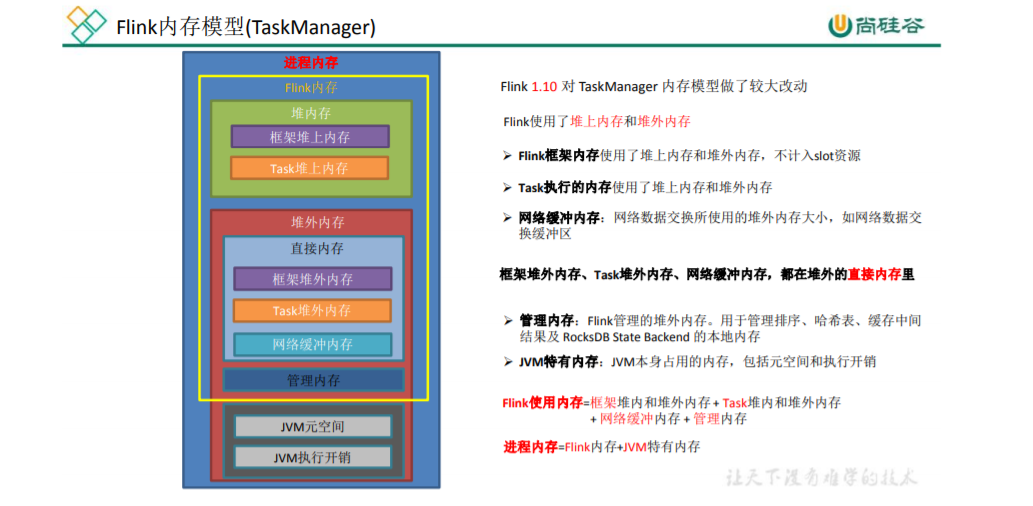 Flink内存模型(TaskManager)
尚硅谷
进程内存
Flink内存
堆内存
框架堆上内存
Task堆上内存
堆外内存
直接内存
框架堆外内存
Task堆外内存
网络缓冲内存
管理内存
JVM元空间
JVM执行开销
Flink 1.10 对 TaskManager 内存模型做了较大改动
Flink使用了堆上内存和堆外内存
➢ Flink框架内存使用了堆上内存和堆外内存，不计入slot资源
➢ Task执行的内存使用了堆上内存和堆外内存
➢ 网络缓冲内存：网络数据交换所使用的堆外内存大小，如网络数据交
换缓冲区
框架堆外内存、Task堆外内存、网络缓冲内存，都在堆外的直接内存里
➢ 管理内存：Flink管理的堆外内存。用于管理排序、哈希表、缓存中间
结果及 RocksDB State Backend 的本地内存
➢ JVM特有内存：JVM本身占用的内存，包括元空间和执行开销
Flink使用内存=框架堆内和堆外内存 + Task堆内和堆外内存
+ 网络缓冲内存 + 管理内存
进程内存=Flink内存+JVM特有内存
让天下没有难学的技术